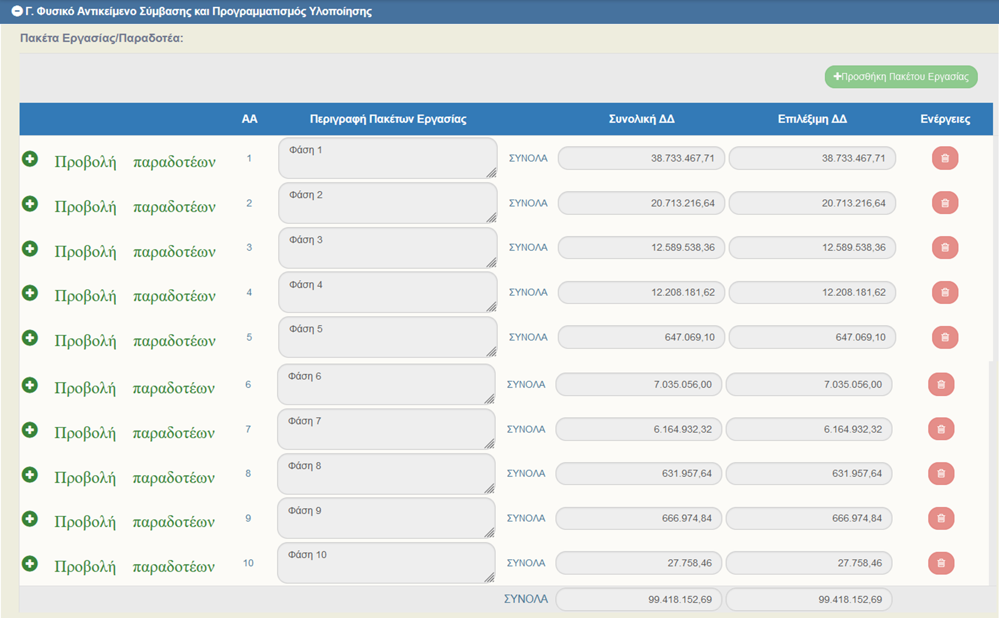 Γ. Φυσικό Αντικείμενο Σύμβασης και Προγραμματισμός Υλοποίησης
Πακέτα Εργασίας/Παραδοτέα:
Προσθήκη Πακέτου Εργασίας
ΑΑ Περιγραφή Πακέτων Εργασίας Συνολική ΔΔ Επιλέξιμη ΔΔ Ενέργειες
Προβολή παραδοτέων 1 Φάση 1 ΣΥΝΟΛΑ 38.733.467,71 38.733.467,71
Προβολή παραδοτέων 2 Φάση 2 ΣΥΝΟΛΑ 20.713.216,64 20.713.216,64
Προβολή παραδοτέων 3 Φάση 3 ΣΥΝΟΛΑ 12.589.538,36 12.589.538,36
Προβολή παραδοτέων 4 Φάση 4 ΣΥΝΟΛΑ 12.208.181,62 12.208.181,62
Προβολή παραδοτέων 5 Φάση 5 ΣΥΝΟΛΑ 647.069,10 647.069,10
Προβολή παραδοτέων 6 Φάση 6 ΣΥΝΟΛΑ 7.035.056,00 7.035.056,00
Προβολή παραδοτέων 7 Φάση 7 ΣΥΝΟΛΑ 6.164.932,32 6.164.932,32
Προβολή παραδοτέων 8 Φάση 8 ΣΥΝΟΛΑ 631.957,64 631.957,64
Προβολή παραδοτέων 9 Φάση 9 ΣΥΝΟΛΑ 666.974,84 666.974,84
Προβολή παραδοτέων 10 Φάση 10 ΣΥΝΟΛΑ 27.758,46 27.758,46
ΣΥΝΟΛΑ 99.418.152,69 99.418.152,69